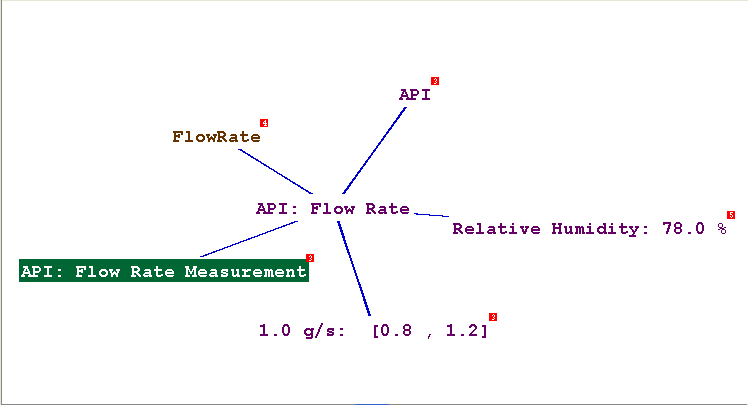 API
FlowRate
API: Flow Rate
Relative Humidity: 78.0 %
API: Flow Rate Measurement
1.0 g/s: [0.8 , 1.2]